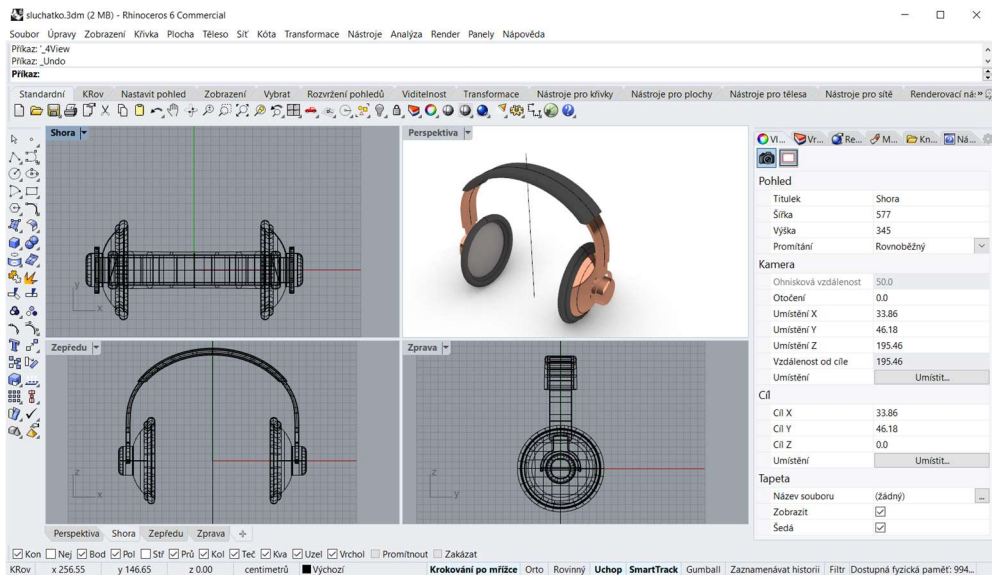 sluchatko.3dm (2 MB) - Rhinoceros 6 Commercial
Soubor Úpravy Zobrazení Křivka Plocha Těleso Síť Kóta Transformace Nástroje Analýza Render Panely Nápověda
Příkaz: '_4View
Příkaz: _Undo
Příkaz:
Standardní KRov Nastavit pohled Zobrazení Vybrat Rozvržení pohledů Viditelnost Transformace Nástroje pro křivky Nástroje pro plochy Nástroje pro tělesa Nástroje pro sítě Renderovací nás
Shora
Perspektiva
Vl... Vr... Re... M... Kn... Ná...
y
x
Pohled
Titulek Shora
Šířka 577
Výška 345
Promítání Rovnoběžný
Kamera
Ohnisková vzdálenost 50.0
Otočení 0.0
Umístění X 33.86
Umístění Y 46.18
Umístění Z 195.46
Vzdálenost od cíle 195.46
Umístění Umístit...
Zepředu
Zprava
z
x
z
y
Cíl
Cíl X 33.86
Cíl Y 46.18
Cíl Z 0.0
Umístění Umístit...
Tapeta
Název souboru (žádný) ...
Zobrazit
Šedá
Perspektiva Shora Zepředu Zprava
Kon Nej Bod Pol Stř Prů Kol Teč Kva Uzel Vrchol Promítnout Zakázat
KRov x 256.55 y 146.65 z 0.00 centimetrů Výchozí Krokování po mřížce Orto Rovinný Uchop SmartTrack Gumball Zaznamenávat historii Filtr Dostupná fyzická paměť: 994...